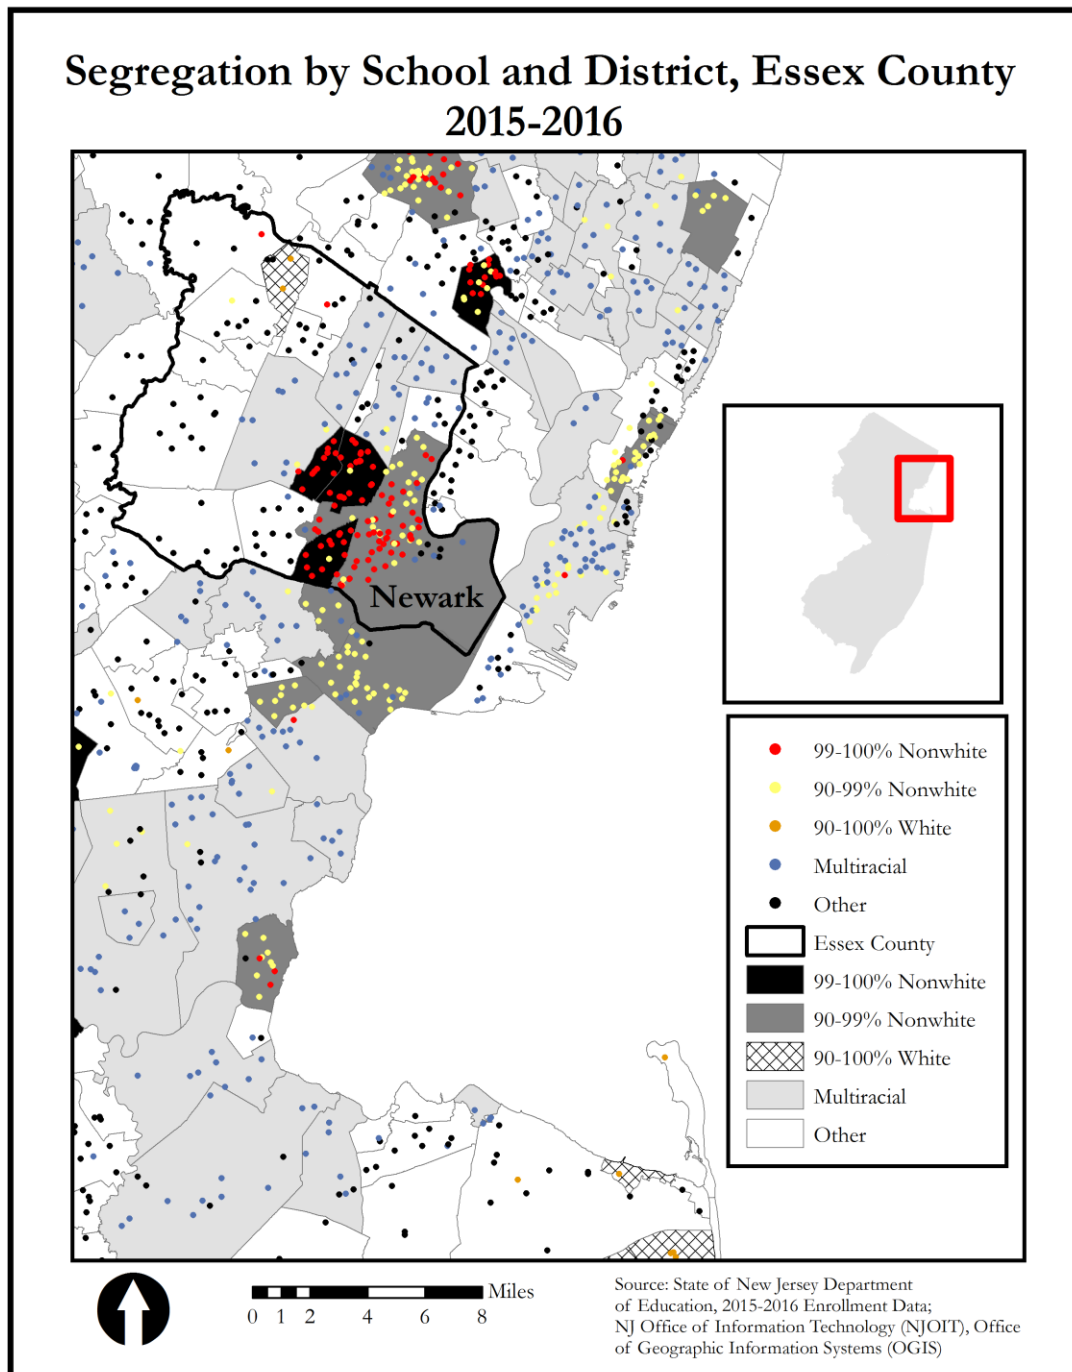 Segregation by School and District, Essex County
2015-2016
Newark
99-100% Nonwhite
90-99% Nonwhite
90-100% White
Multiracial
Other
Essex County
99-100% Nonwhite
90-99% Nonwhite
90-100% White
Multiracial
Other
Miles
0 1 2 4 6 8
Source: State of New Jersey Department
of Education, 2015-2016 Enrollment Data;
NJ Office of Information Technology (NJOIT), Office
of Geographic Information Systems (OGIS)